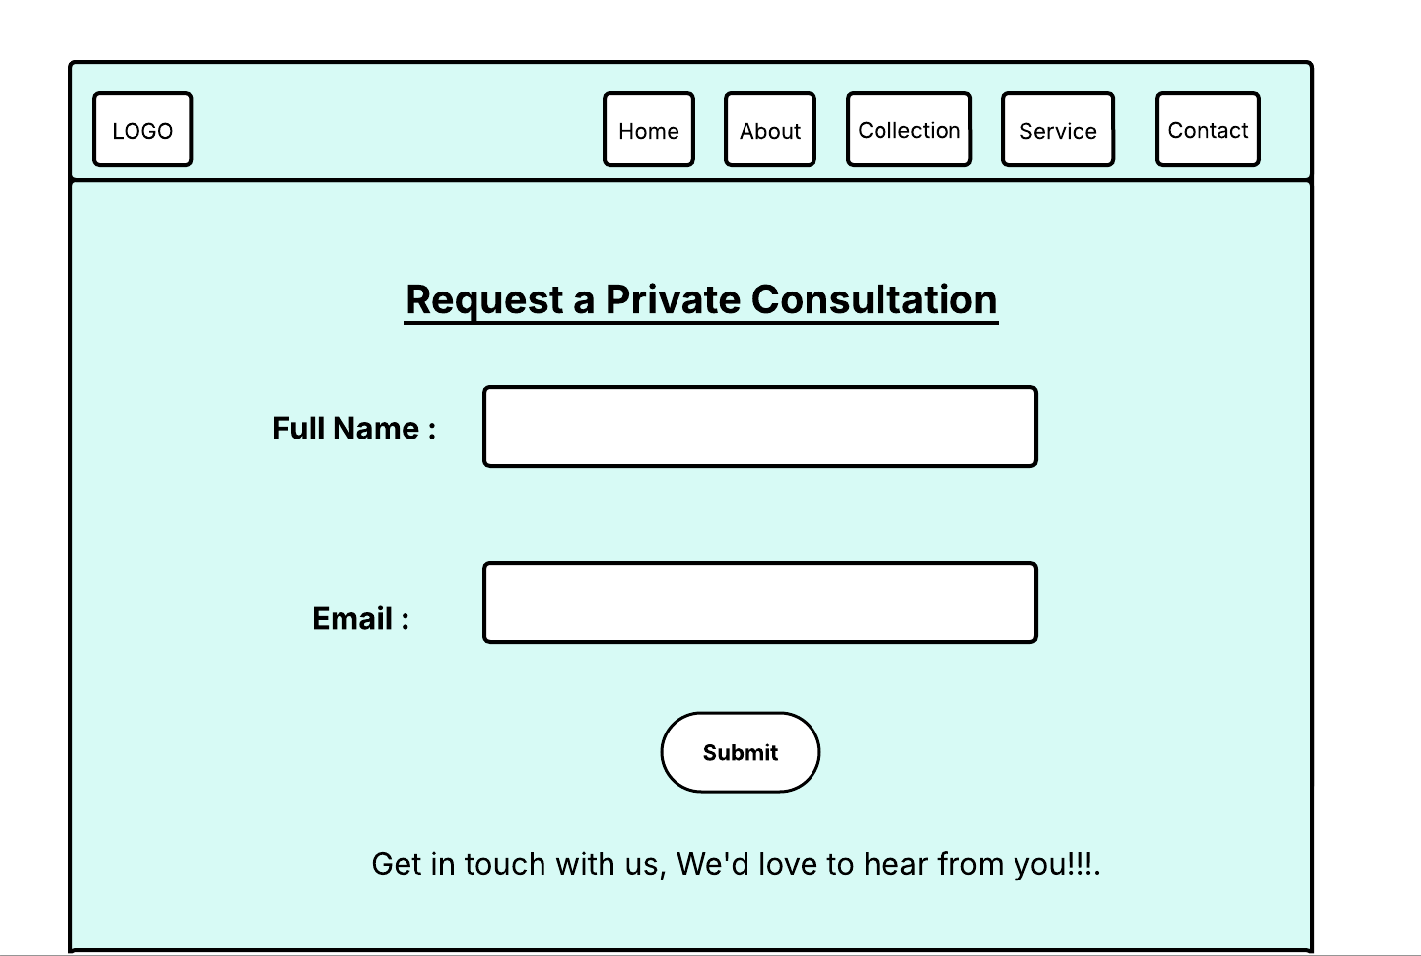 LOGO Home About Collection Service Contact
Request a Private Consultation
Full Name :
Email :
Submit
Get in touch with us, We'd love to hear from you!!!.